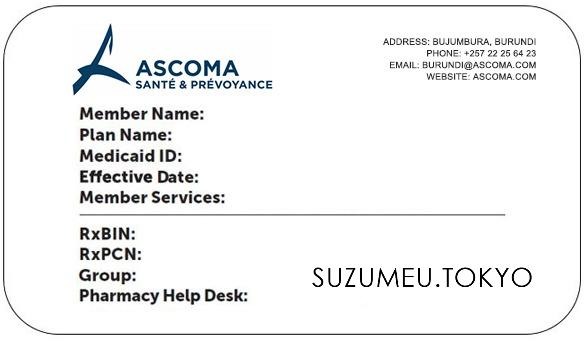 ASCOMA
SANTÉ & PRÉVOYANCE
ADDRESS: BUJUMBURA, BURUNDI
PHONE: +257 22 25 64 23
EMAIL: BURUNDI@ASCOMA.COM
WEBSITE: ASCOMA.COM
Member Name:
Plan Name:
Medicaid ID:
Effective Date:
Member Services:
RxBIN:
RxPCN:
Group:
Pharmacy Help Desk:
SUZUMEU.TOKYO